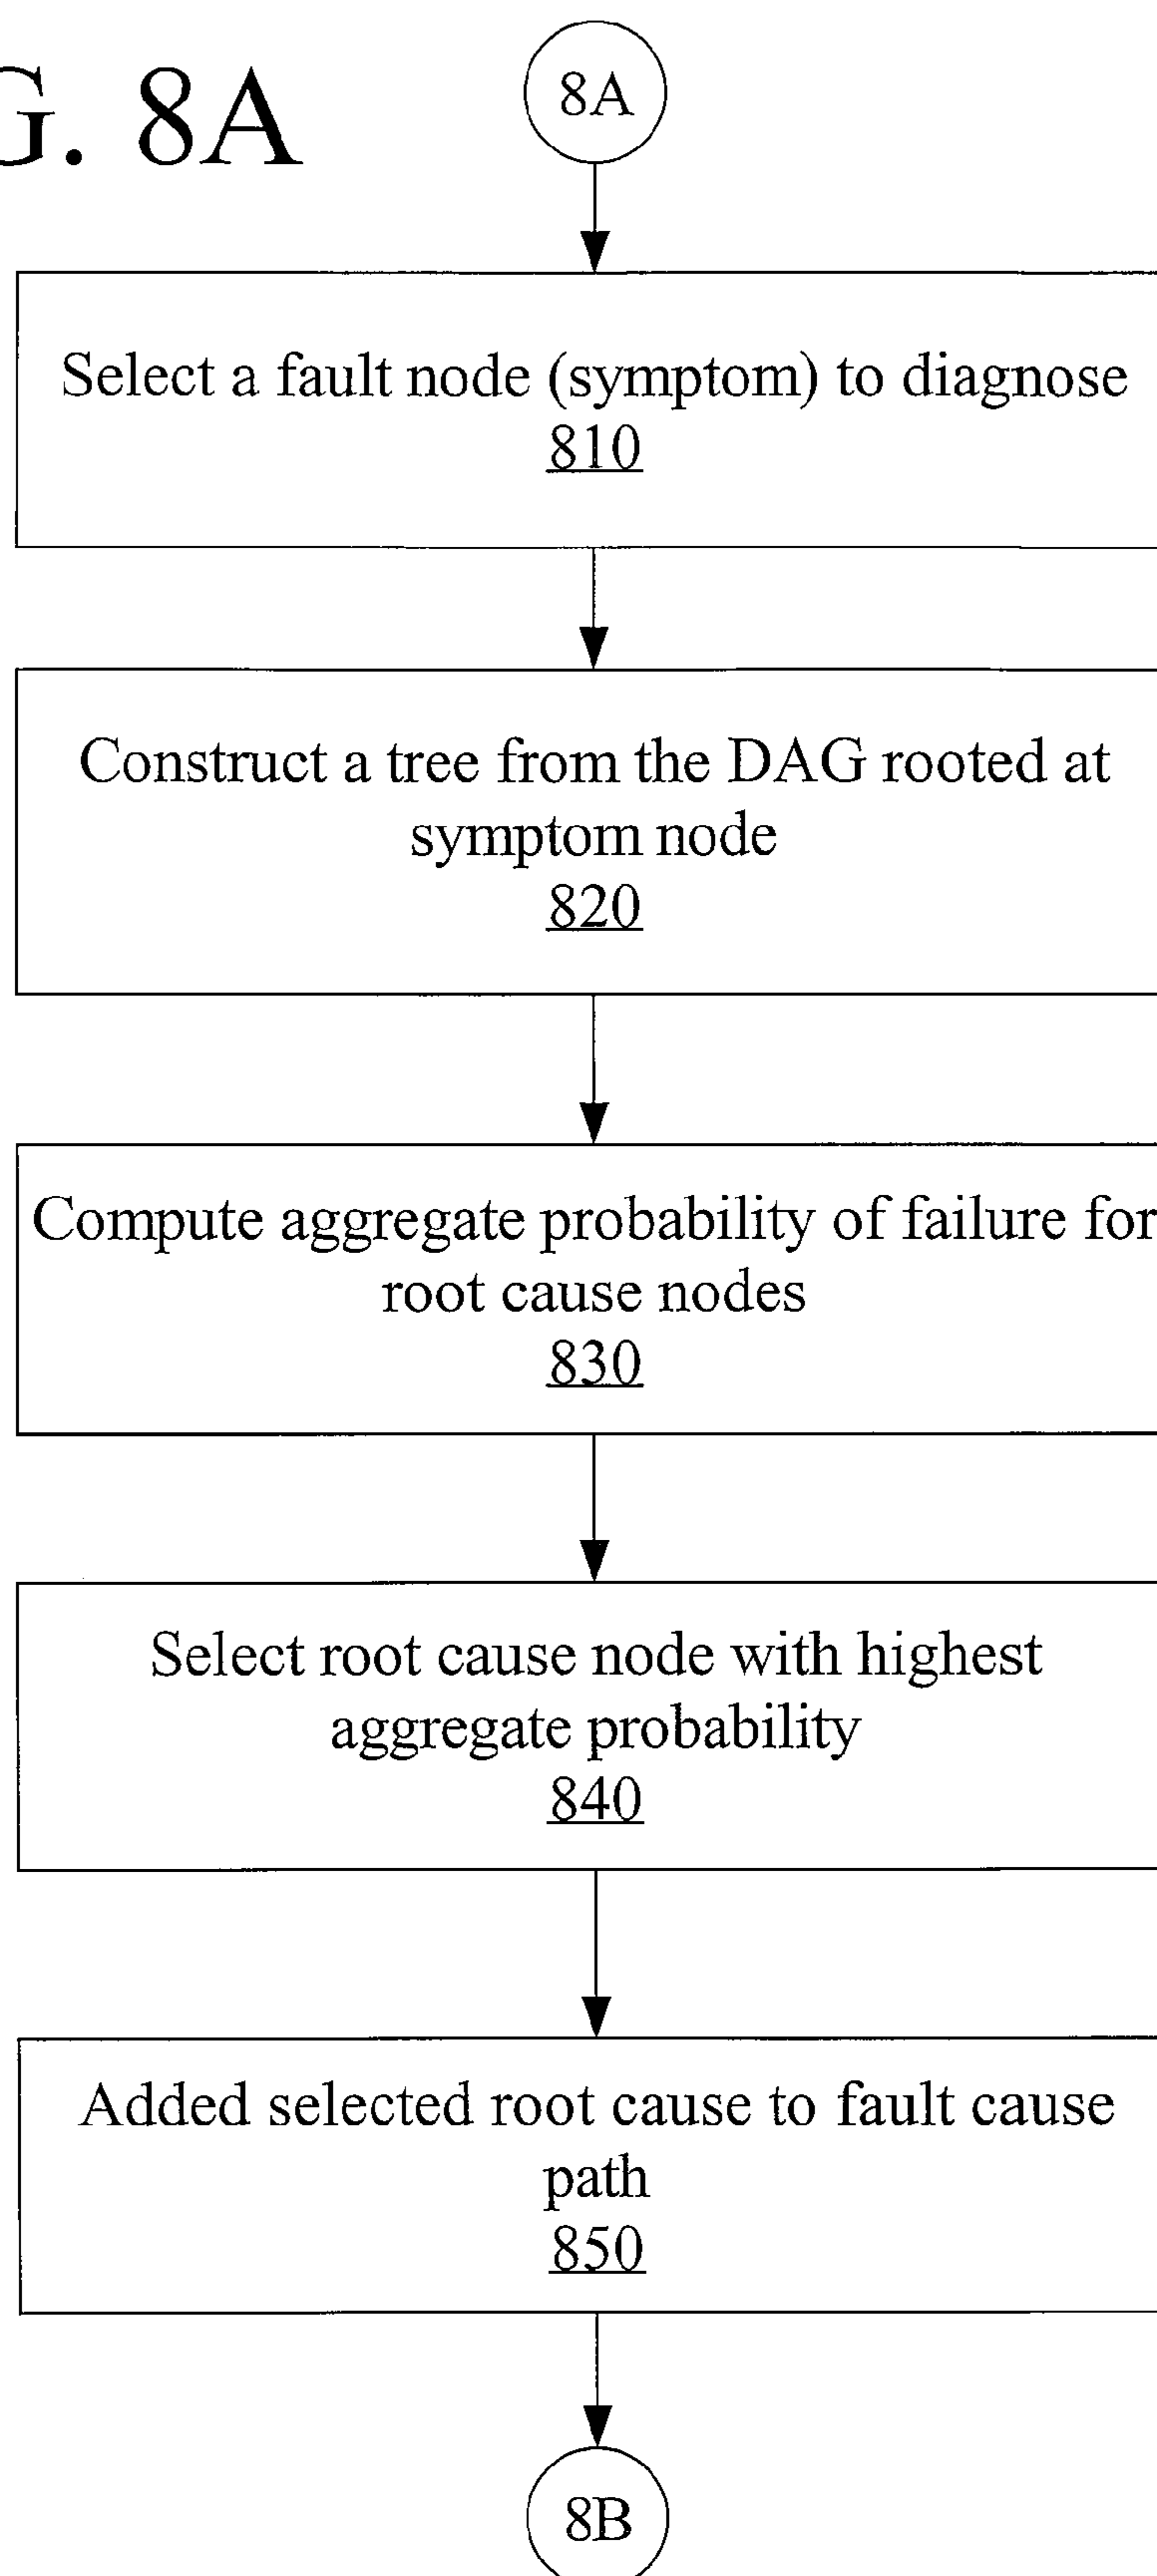 G. 8A
8A
Select a fault node (symptom) to diagnose
810
Construct a tree from the DAG rooted at
symptom node
820
Compute aggregate probability of failure for
root cause nodes
830
Select root cause node with highest
aggregate probability
840
Added selected root cause to fault cause
path
850
8B